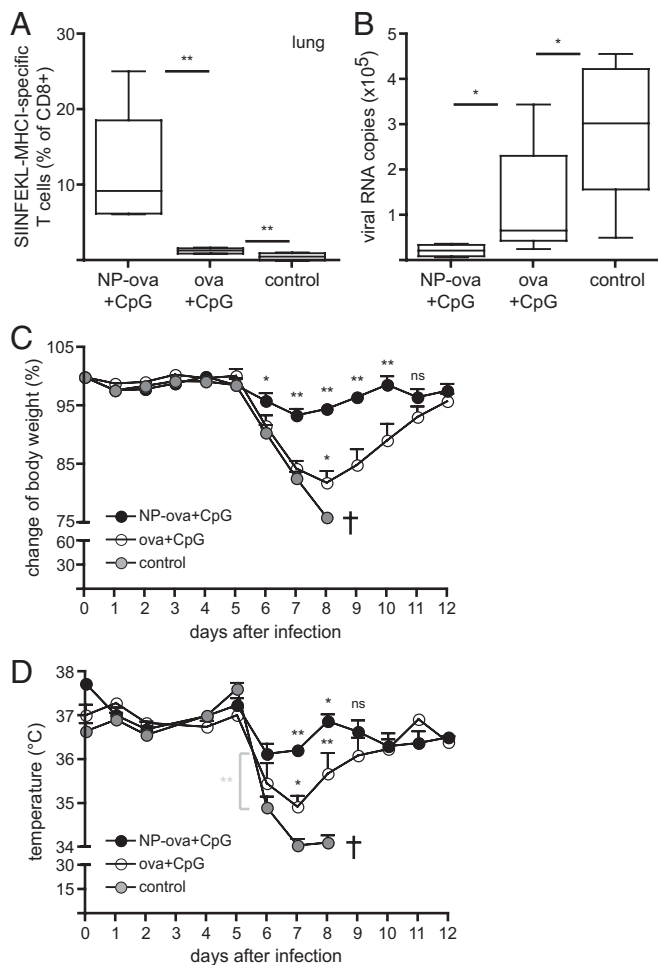 A
SIINFEKL-MHCI-specific
T cells (% of CD8+)
30
20
10
**
**
lung
NP-ova
+CpG
ova
+CpG
control
B
viral RNA copies (x10⁵)
5
4
3
2
1
*
*
NP-ova
+CpG
ova
+CpG
control
C
change of body weight (%)
105
95
85
75
60
30
*
**
**
**
**
ns
*
†
NP-ova+CpG
ova+CpG
control
0 1 2 3 4 5 6 7 8 9 10 11 12
days after infection
D
temperature (°C)
38
37
36
35
34
30
15
**
**
*
ns
**
*
†
NP-ova+CpG
ova+CpG
control
0 1 2 3 4 5 6 7 8 9 10 11 12
days after infection